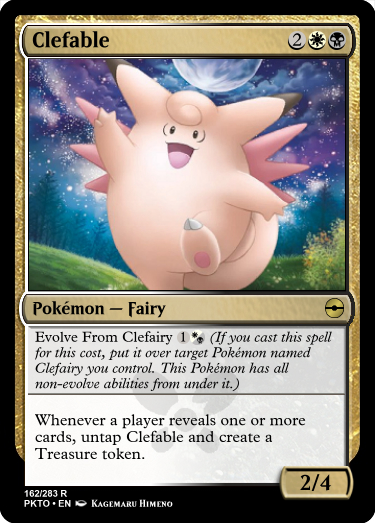 Clefable 2
Pokémon — Fairy
Evolve From Clefairy 1 (If you cast this spell
for this cost, put it over target Pokémon named
Clefairy you control. This Pokémon has all
non-evolve abilities from under it.)
Whenever a player reveals one or more
cards, untap Clefable and create a
Treasure token.
2/4
162/283 R
PKTO • EN Kagemaru Himeno